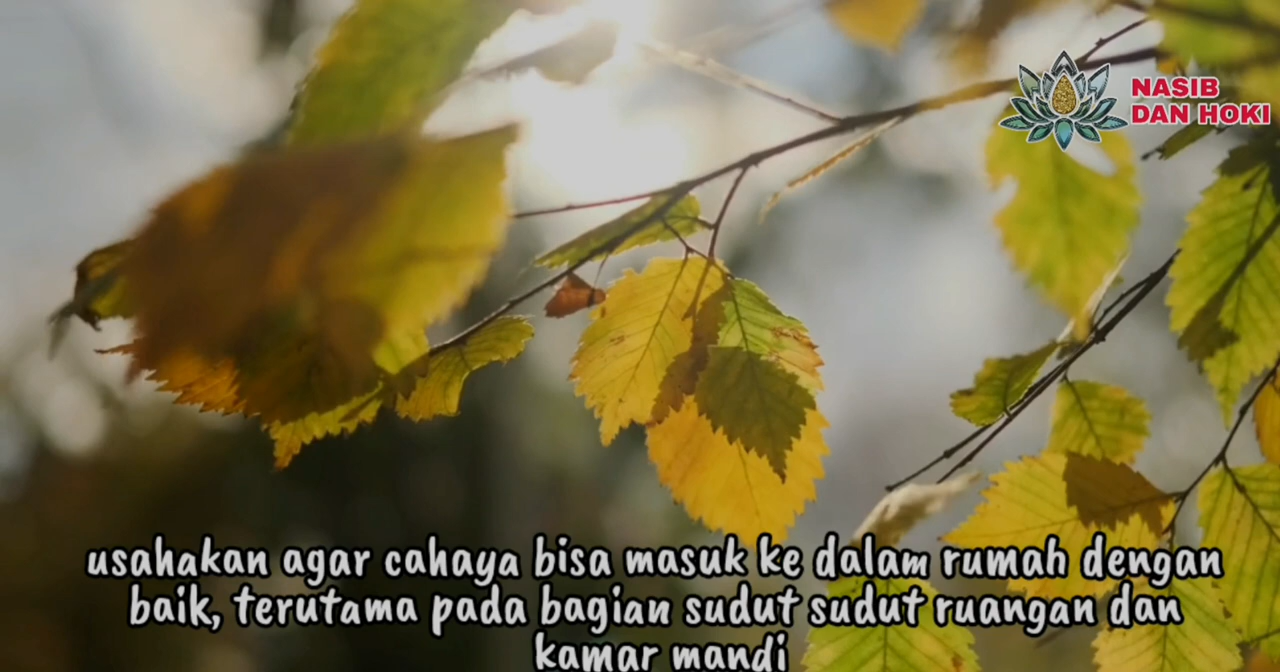 NASIB
DAN HOKI
usahakan agar cahaya bisa masuk ke dalam rumah dengan
baik, terutama pada bagian sudut sudut ruangan dan
kamar mandi